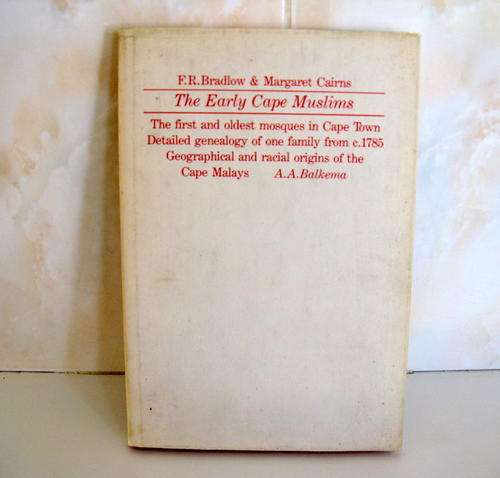 F.R.Bradlow & Margaret Cairns
The Early Cape Muslims
The first and oldest mosques in Cape Town
Detailed genealogy of one family from c.1785
Geographical and racial origins of the
Cape Malays A.A.Balkema